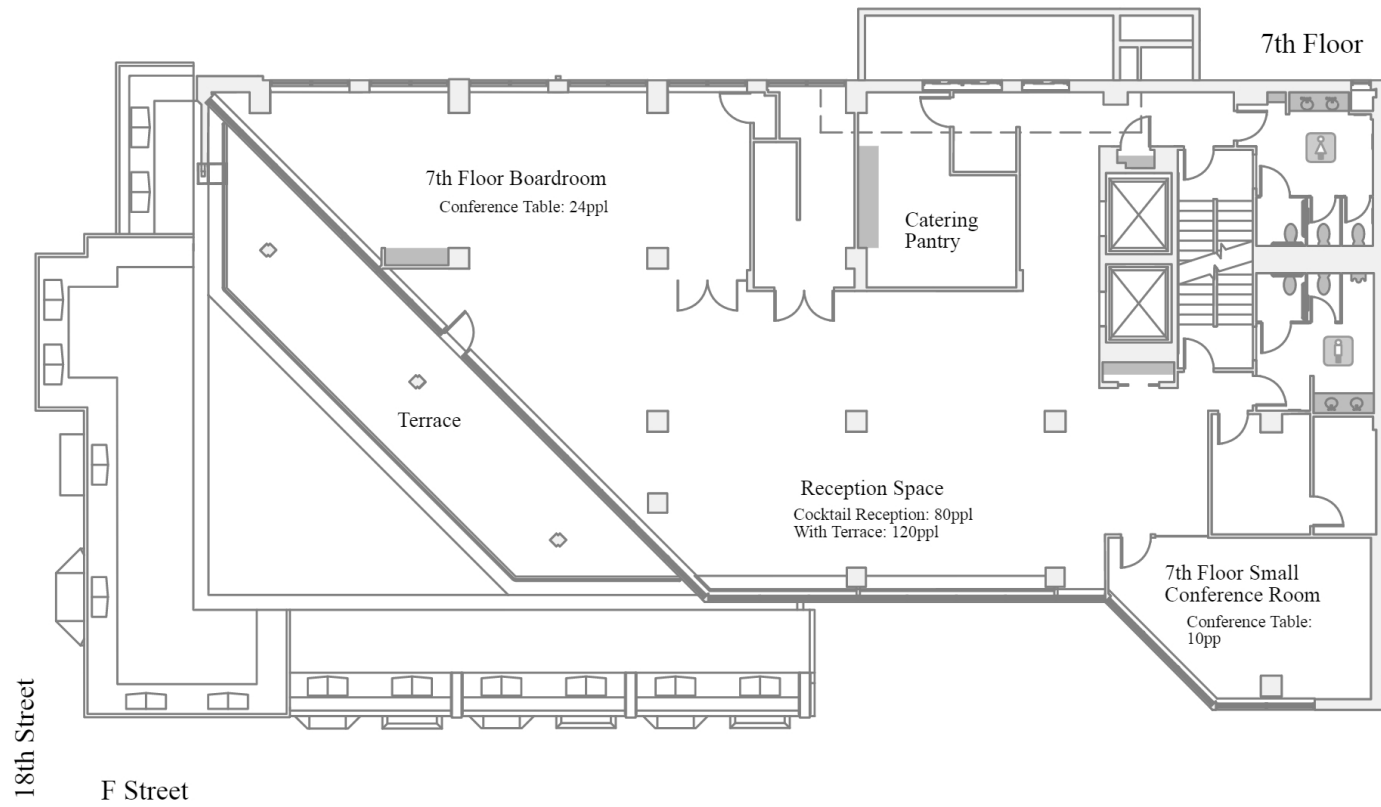 7th Floor
7th Floor Boardroom
Conference Table: 24ppl
Catering
Pantry
Terrace
Reception Space
Cocktail Reception: 80ppl
With Terrace: 120ppl
7th Floor Small
Conference Room
Conference Table:
10pp
18th Street
F Street